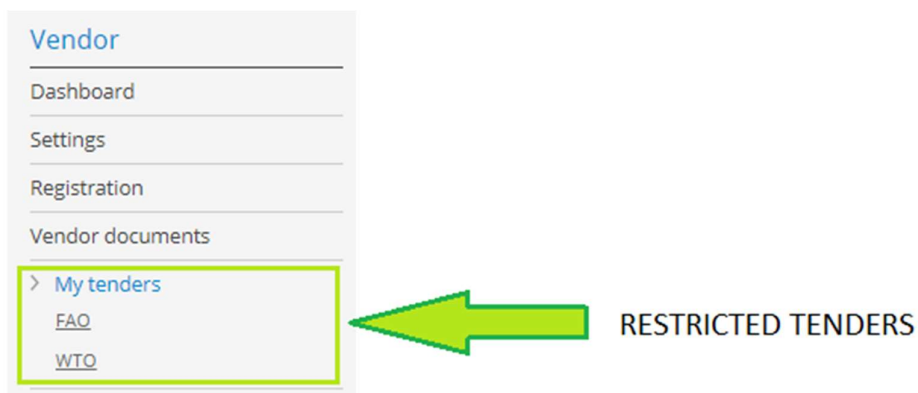 Vendor
Dashboard
Settings
Registration
Vendor documents
> My tenders
FAO
WTO
RESTRICTED TENDERS